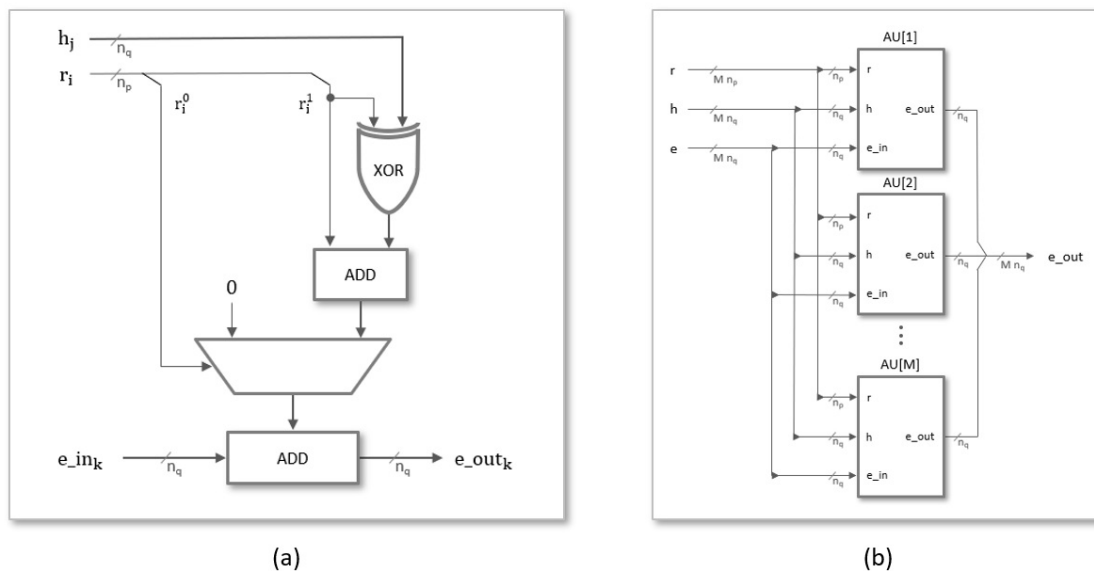 h_j n_q
r_i n_p
r_i^0 r_i^1
XOR
ADD
0
e_in_k n_q ADD n_q e_out_k
(a)
AU[1]
r M n_p n_p r
h M n_q n_q h e_out n_q
e M n_q n_q e_in
AU[2]
n_p r
n_q h e_out n_q M n_q e_out
n_q e_in
AU[M]
n_p r
n_q h e_out n_q
n_q e_in
(b)